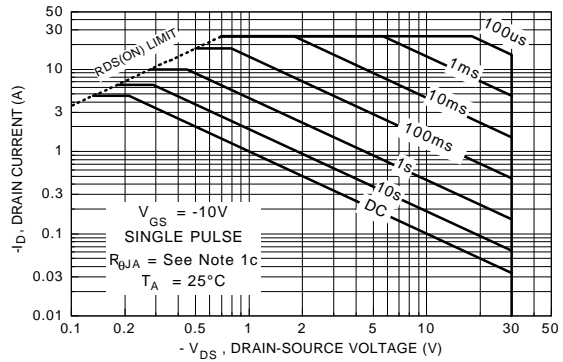 50
30
10
3
1
0.3
0.1
0.03
0.01
-I_D, DRAIN CURRENT (A)
RDS(ON) LIMIT
100us
1ms
10ms
100ms
1s
10s
DC
V_GS = -10V
SINGLE PULSE
R_θJA = See Note 1c
T_A = 25°C
0.1 0.2 0.5 1 2 5 10 30 50
- V_DS , DRAIN-SOURCE VOLTAGE (V)